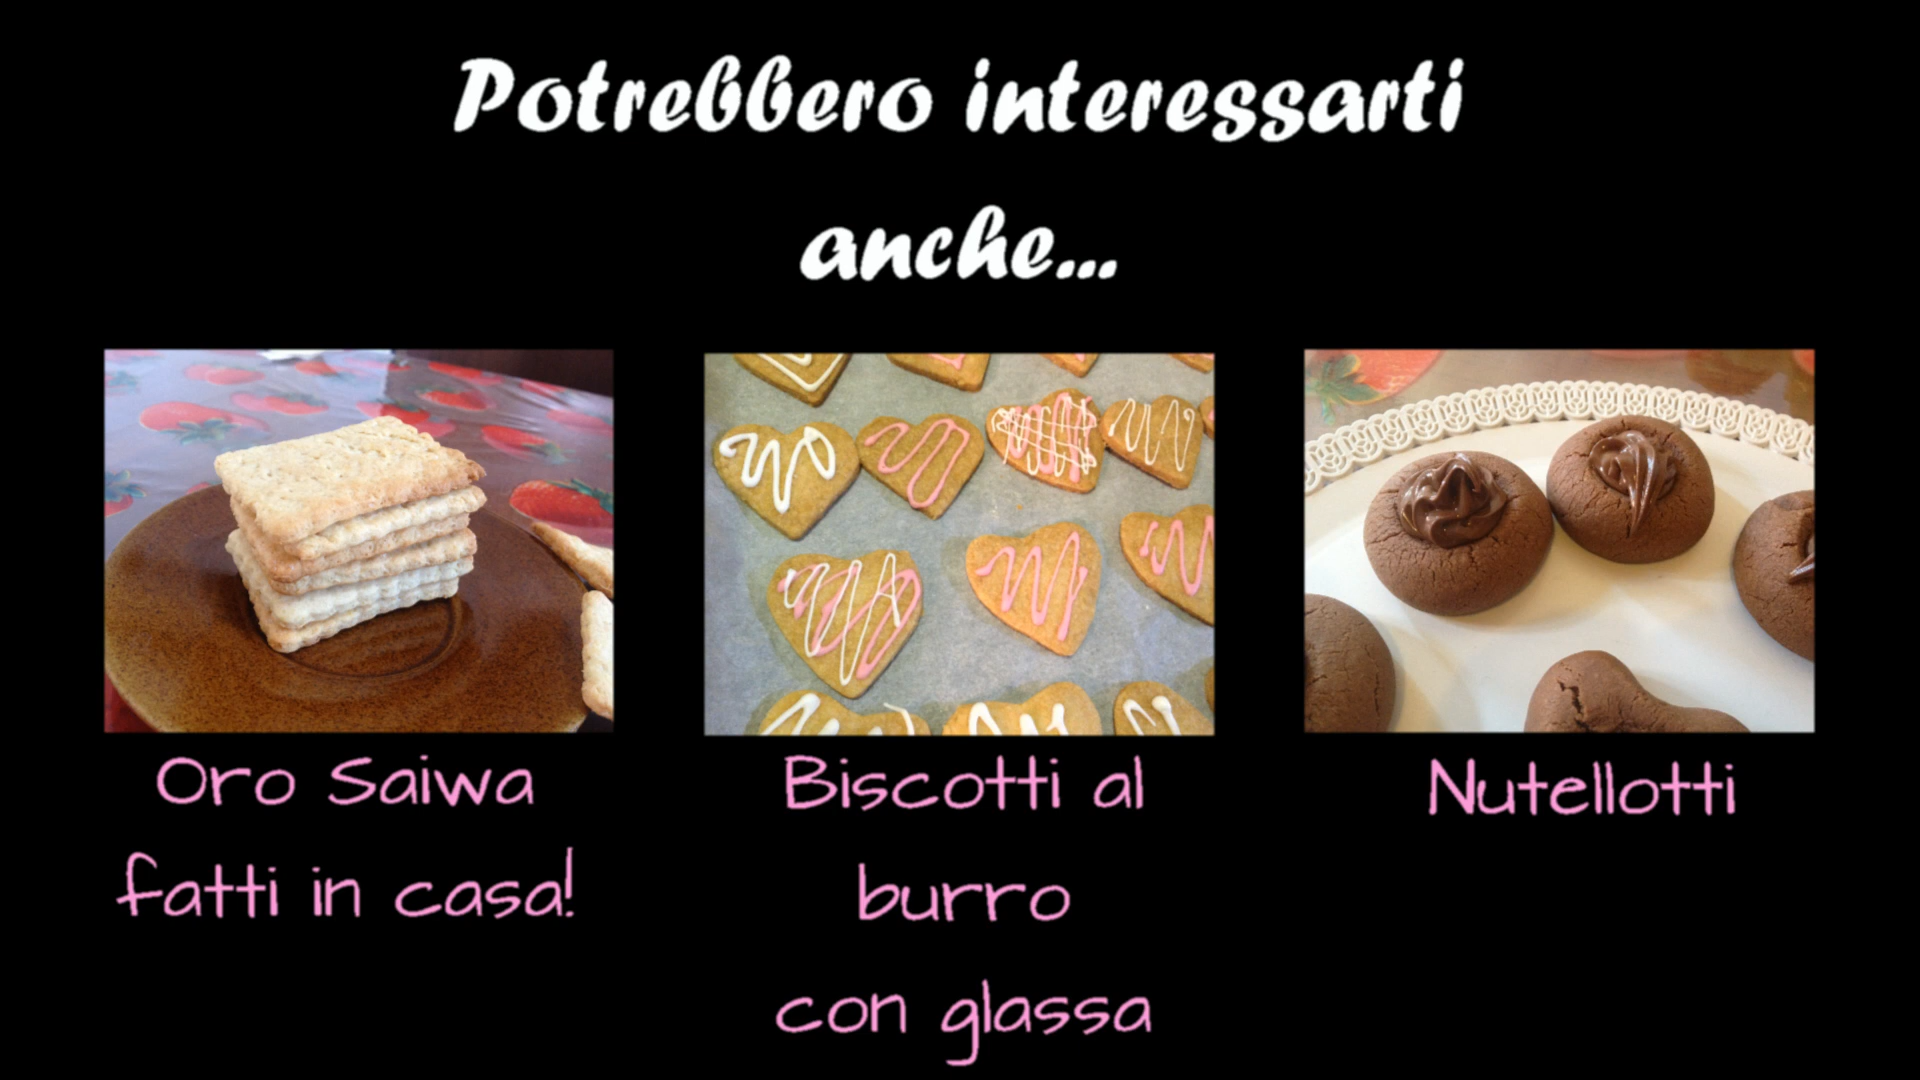 Potrebbero interessarti
anche...
Oro Saiwa
fatti in casa!
Biscotti al
burro
con glassa
Nutellotti